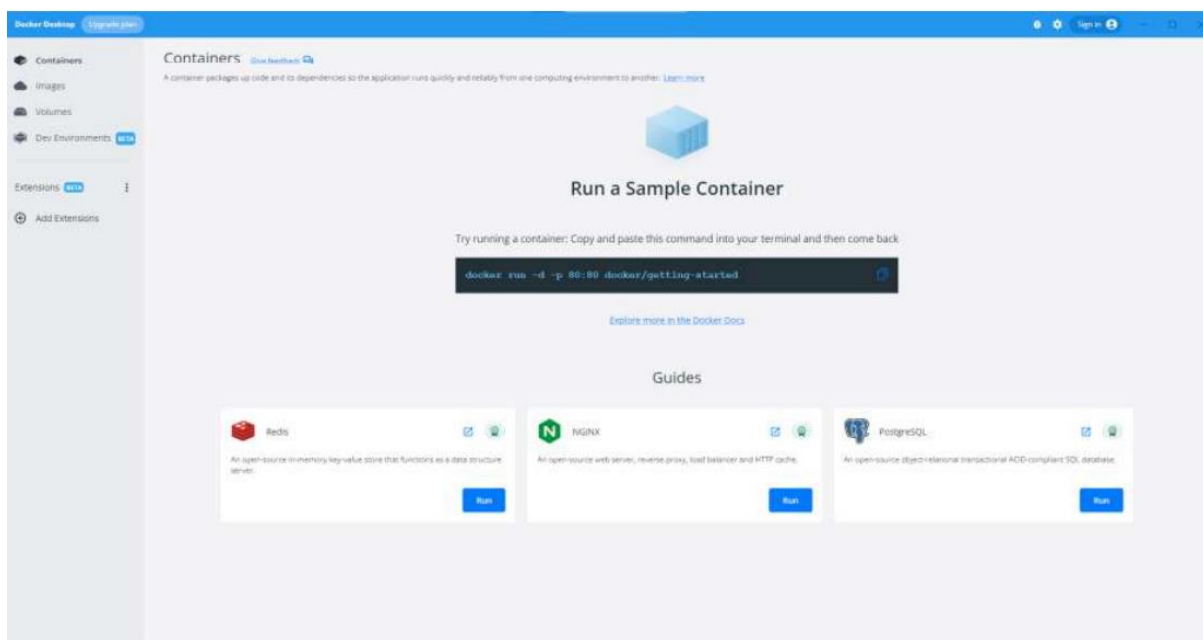 Docker Desktop Upgrade plan
Sign in
Containers
Images
Volumes
Dev Environments BETA
Extensions BETA
Add Extensions
Containers Give feedback
A container packages up code and its dependencies so the application runs quickly and reliably from one computing environment to another. Learn more
Run a Sample Container
Try running a container: Copy and paste this command into your terminal and then come back
docker run -d -p 80:80 docker/getting-started
Explore more in the Docker Docs
Guides
Redis
An open-source in-memory key-value store that functions as a data structure
server.
Run
NGINX
An open-source web server, reverse proxy, load balancer and HTTP cache.
Run
PostgreSQL
An open-source object-relational transactional ACID-compliant SQL database.
Run